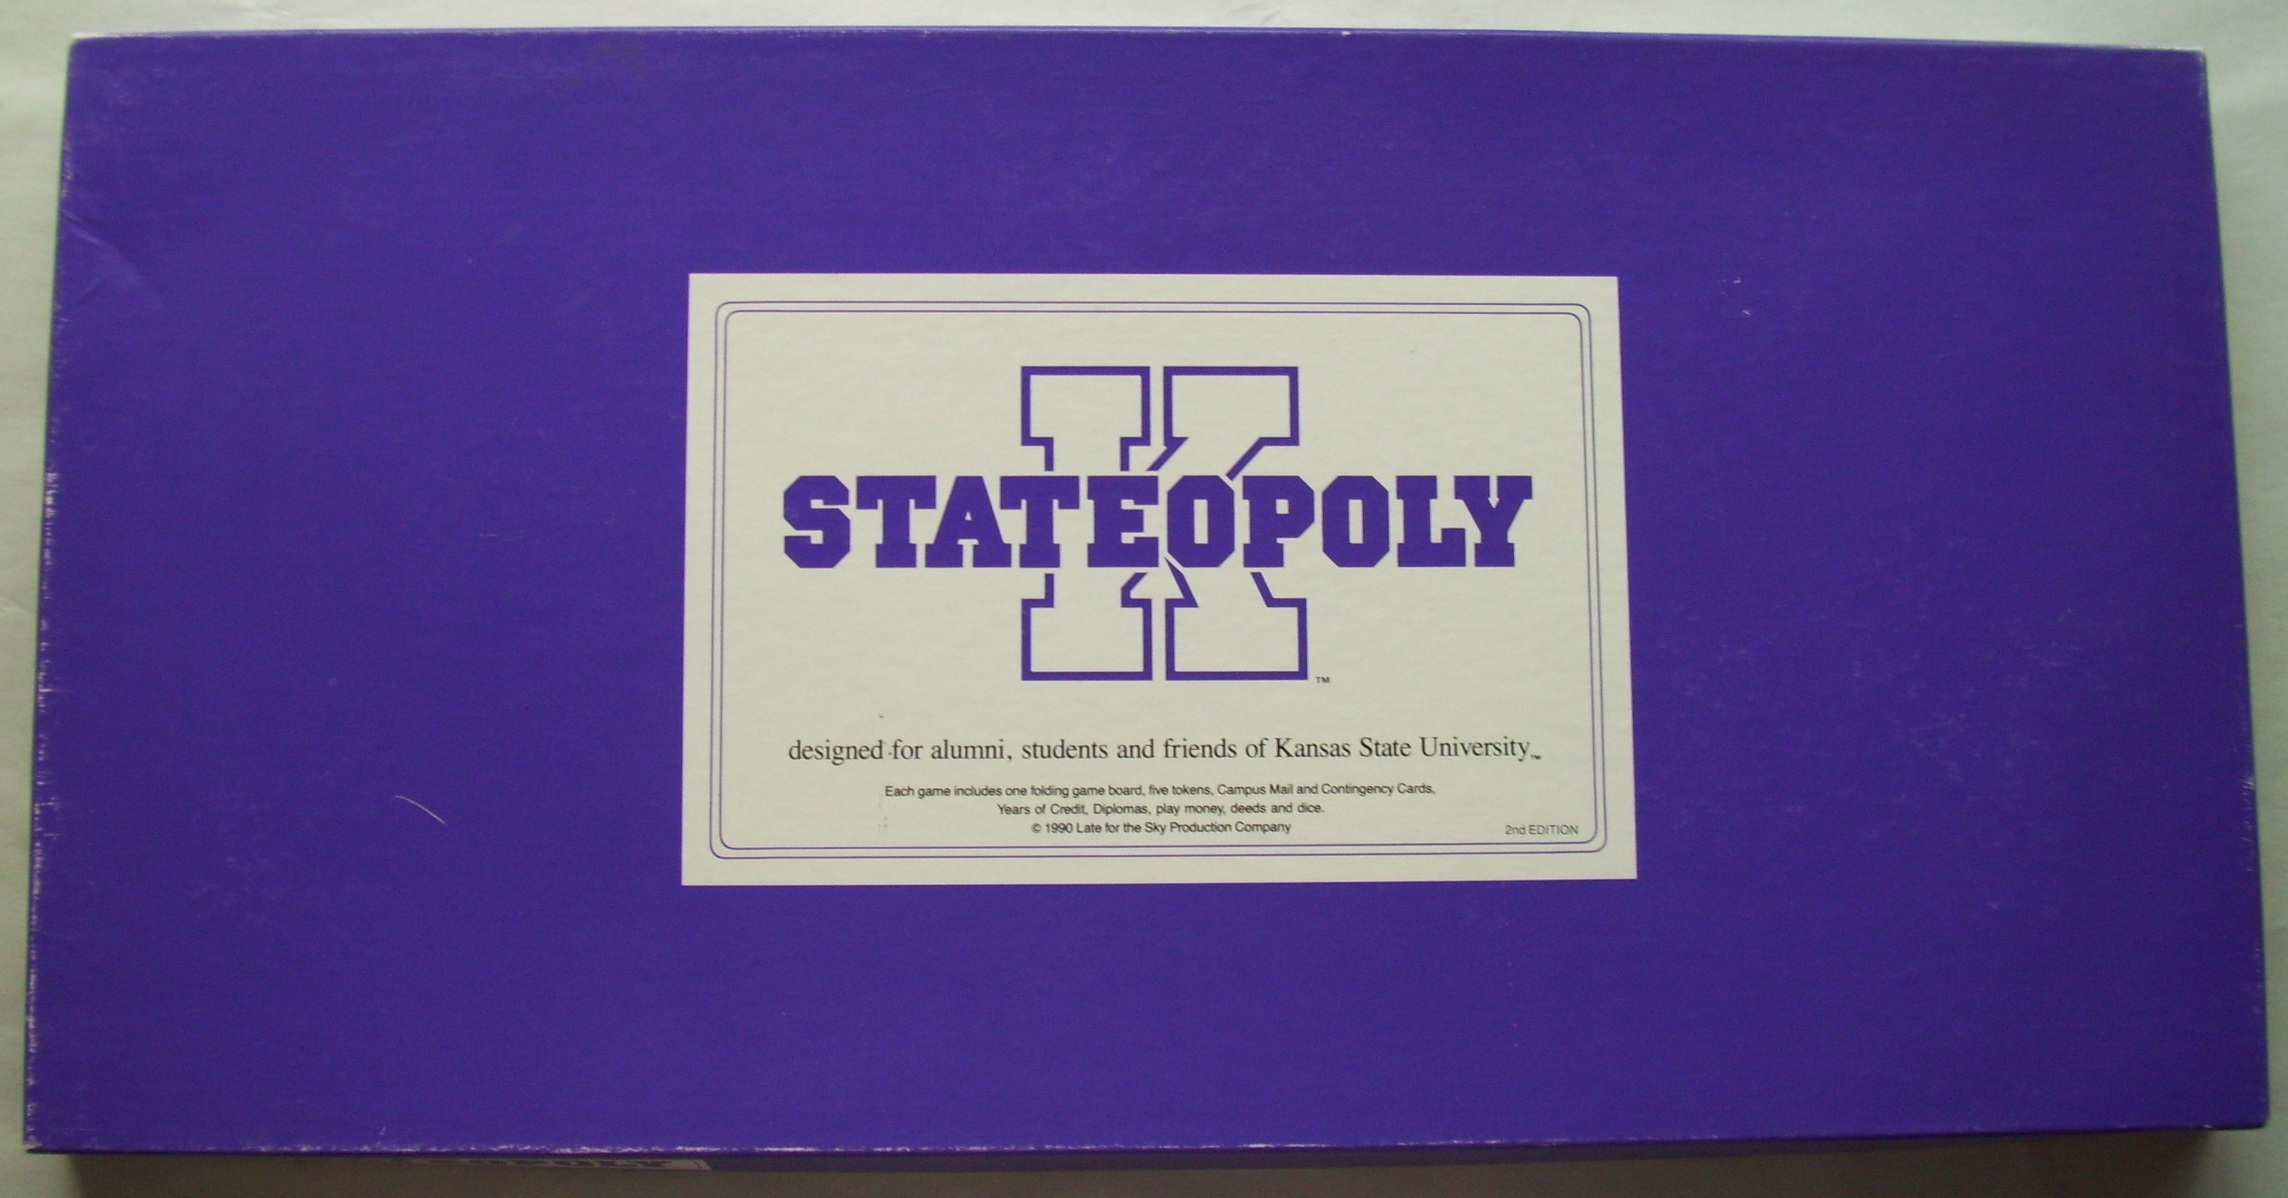 K
STATEOPOLY
TM
designed for alumni, students and friends of Kansas State University™
Each game includes one folding game board, five tokens, Campus Mail and Contingency Cards,
Years of Credit, Diplomas, play money, deeds and dice.
© 1990 Late for the Sky Production Company
2nd EDITION